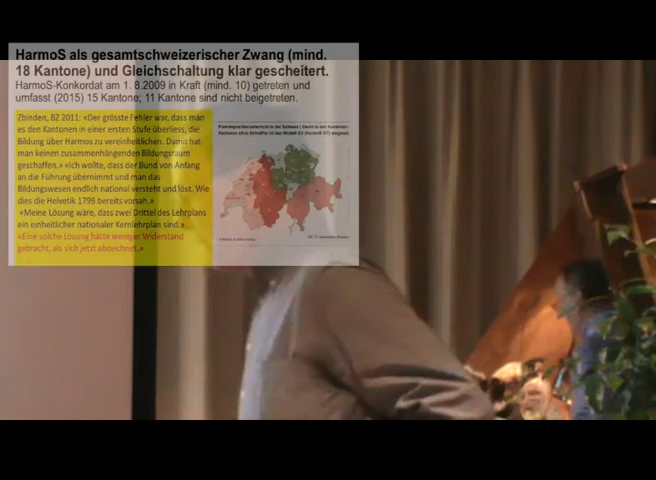 HarmoS als gesamtschweizerischer Zwang (mind.
18 Kantone) und Gleichschaltung klar gescheitert.
HarmoS-Konkordat am 1. 8.2009 in Kraft (mind. 10) getreten und
umfasst (2015) 15 Kantone; 11 Kantone sind nicht beigetreten.
Zbinden, BZ 2011: «Der grösste Fehler war, dass man
es den Kantonen in einer ersten Stufe überliess, die
Bildung über Harmos zu vereinheitlichen. Damit hat
man keinen zusammenhängenden Bildungsraum
geschaffen.» «Ich wollte, dass der Bund von Anfang
an die Führung übernimmt und man das
Bildungswesen endlich national versteht und löst. Wie
dies die Helvetik 1799 bereits vorsah.»
«Meine Lösung wäre, dass zwei Drittel des Lehrplans
ein einheitlicher nationaler Kernlehrplan sind.»
«Eine solche Lösung hätte weniger Widerstand
gebracht, als sich jetzt abzeichnet.»